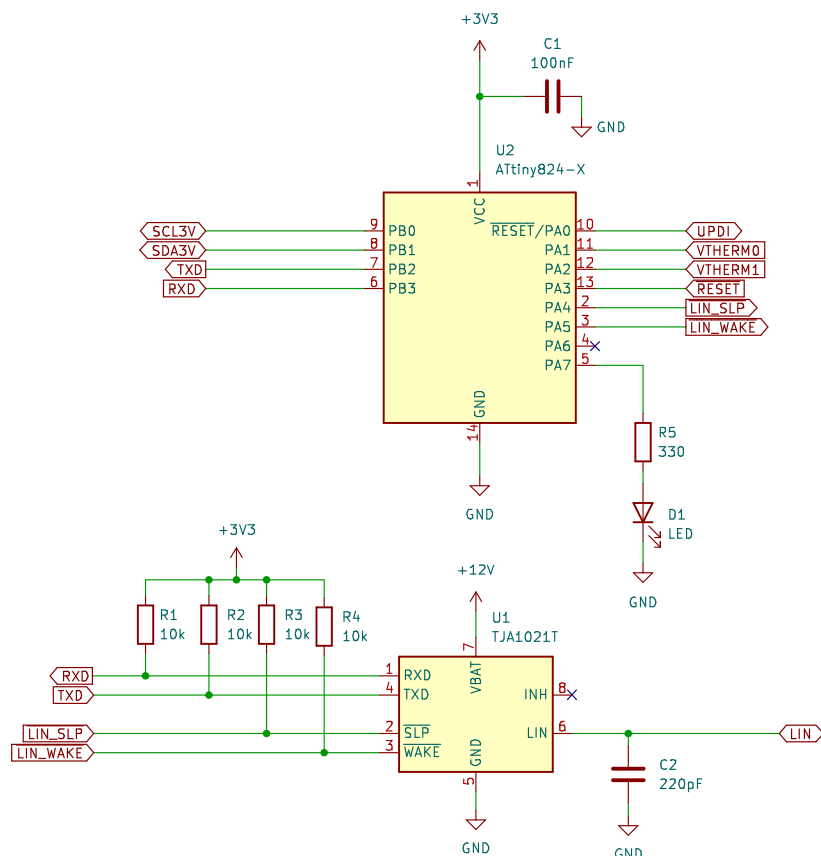 +3V3
C1
100nF
GND
U2
ATtiny824-X
1
VCC
SCL3V 9 PB0 RESET/PA0 10 UPDI
SDA3V 8 PB1 PA1 11 VTHERM0
TXD 7 PB2 PA2 12 VTHERM1
RXD 6 PB3 PA3 13 RESET
PA4 2 LIN_SLP
PA5 3 LIN_WAKE
PA6 4
PA7 5
GND
14
R5
330
GND
D1
LED
GND
+3V3
+12V
R1 R2 R3 R4
10k 10k 10k 10k
U1
TJA1021T
7
VBAT
RXD 1 RXD
TXD 4 TXD INH 8
LIN_SLP 2 SLP LIN 6 LIN
LIN_WAKE 3 WAKE
GND
5
C2
220pF
GND
GND